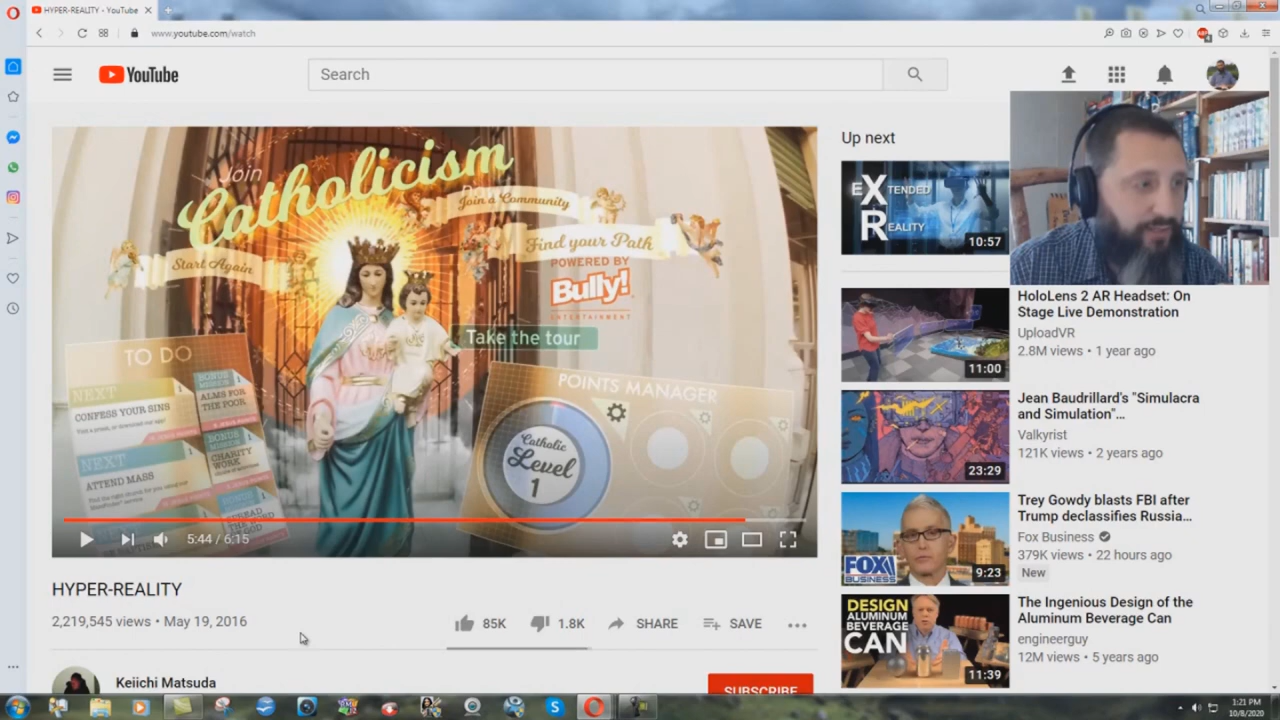 HYPER-REALITY - YouTube
www.youtube.com/watch
YouTube
Search
Join
Catholicism
Join a Community
Find your Path
Start Again
POWERED BY
Bully!
ENTERTAINMENT
Take the tour
TO DO
NEXT
CONFESS YOUR SINS
BONUS
ALMS FOR
THE POOR
NEXT
ATTEND MASS
BONUS
CHARITY
WORK
SPREAD
POINTS MANAGER
Catholic
Level
1
5:44 / 6:15
HYPER-REALITY
2,219,545 views • May 19, 2016
85K
1.8K
SHARE
SAVE
Keiichi Matsuda
SUBSCRIBE
Up next
EXTENDED
REALITY
10:57
HoloLens 2 AR Headset: On
Stage Live Demonstration
UploadVR
2.8M views • 1 year ago
11:00
Jean Baudrillard's "Simulacra
and Simulation"...
Valkyrist
121K views • 2 years ago
23:29
Trey Gowdy blasts FBI after
Trump declassifies Russia...
Fox Business
379K views • 22 hours ago
New
FOX
BUSINESS
9:23
The Ingenious Design of the
Aluminum Beverage Can
engineerguy
12M views • 5 years ago
DESIGN
ALUMINUM
BEVERAGE
CAN
11:39
1:21 PM
10/8/2020